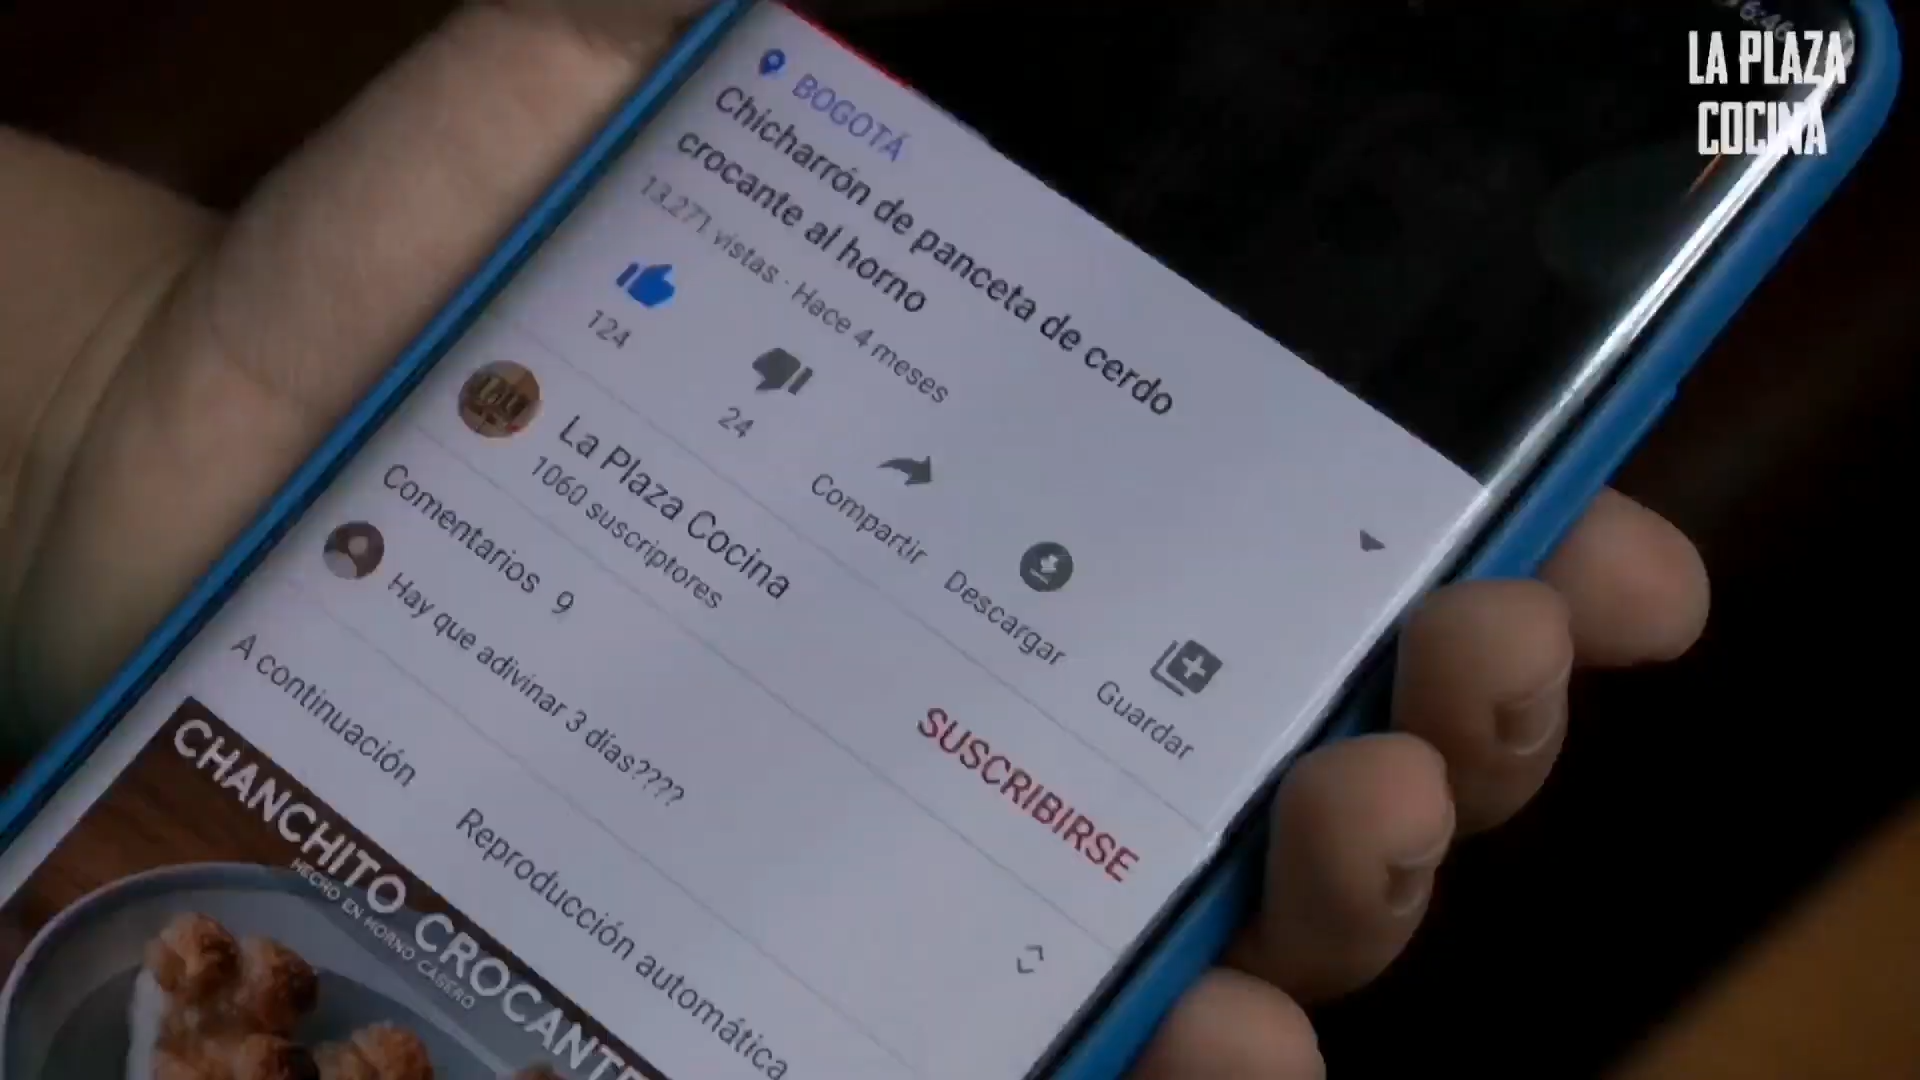 6:46
LA PLAZA
COCINA
BOGOTÁ
Chicharrón de panceta de cerdo
crocante al horno
13.271 vistas · Hace 4 meses
124
24
Compartir
Descargar
Guardar
La Plaza Cocina
1060 suscriptores
SUSCRIBIRSE
Comentarios 9
Hay que adivinar 3 días????
A continuación
Reproducción automática
CHANCHITO CROCANTE
HECHO EN HORNO CASERO